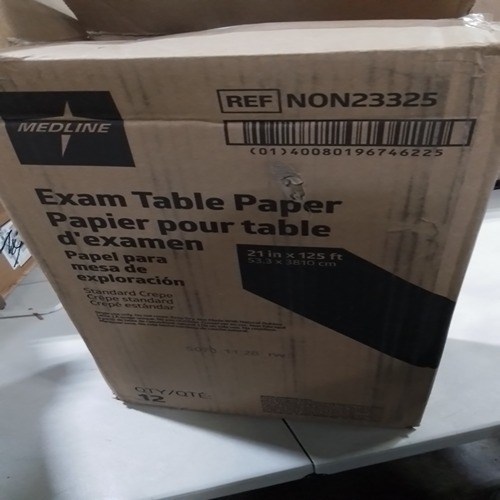 MEDLINE
REF NON23325
(01)40080196746225
Exam Table Paper
Papier pour table
d'examen
Papel para
mesa de
exploración
21 in x 125 ft
53.3 x 3810 cm
Standard Crepe
Crêpe standard
Crepé estándar
QTY/QTÉ
12